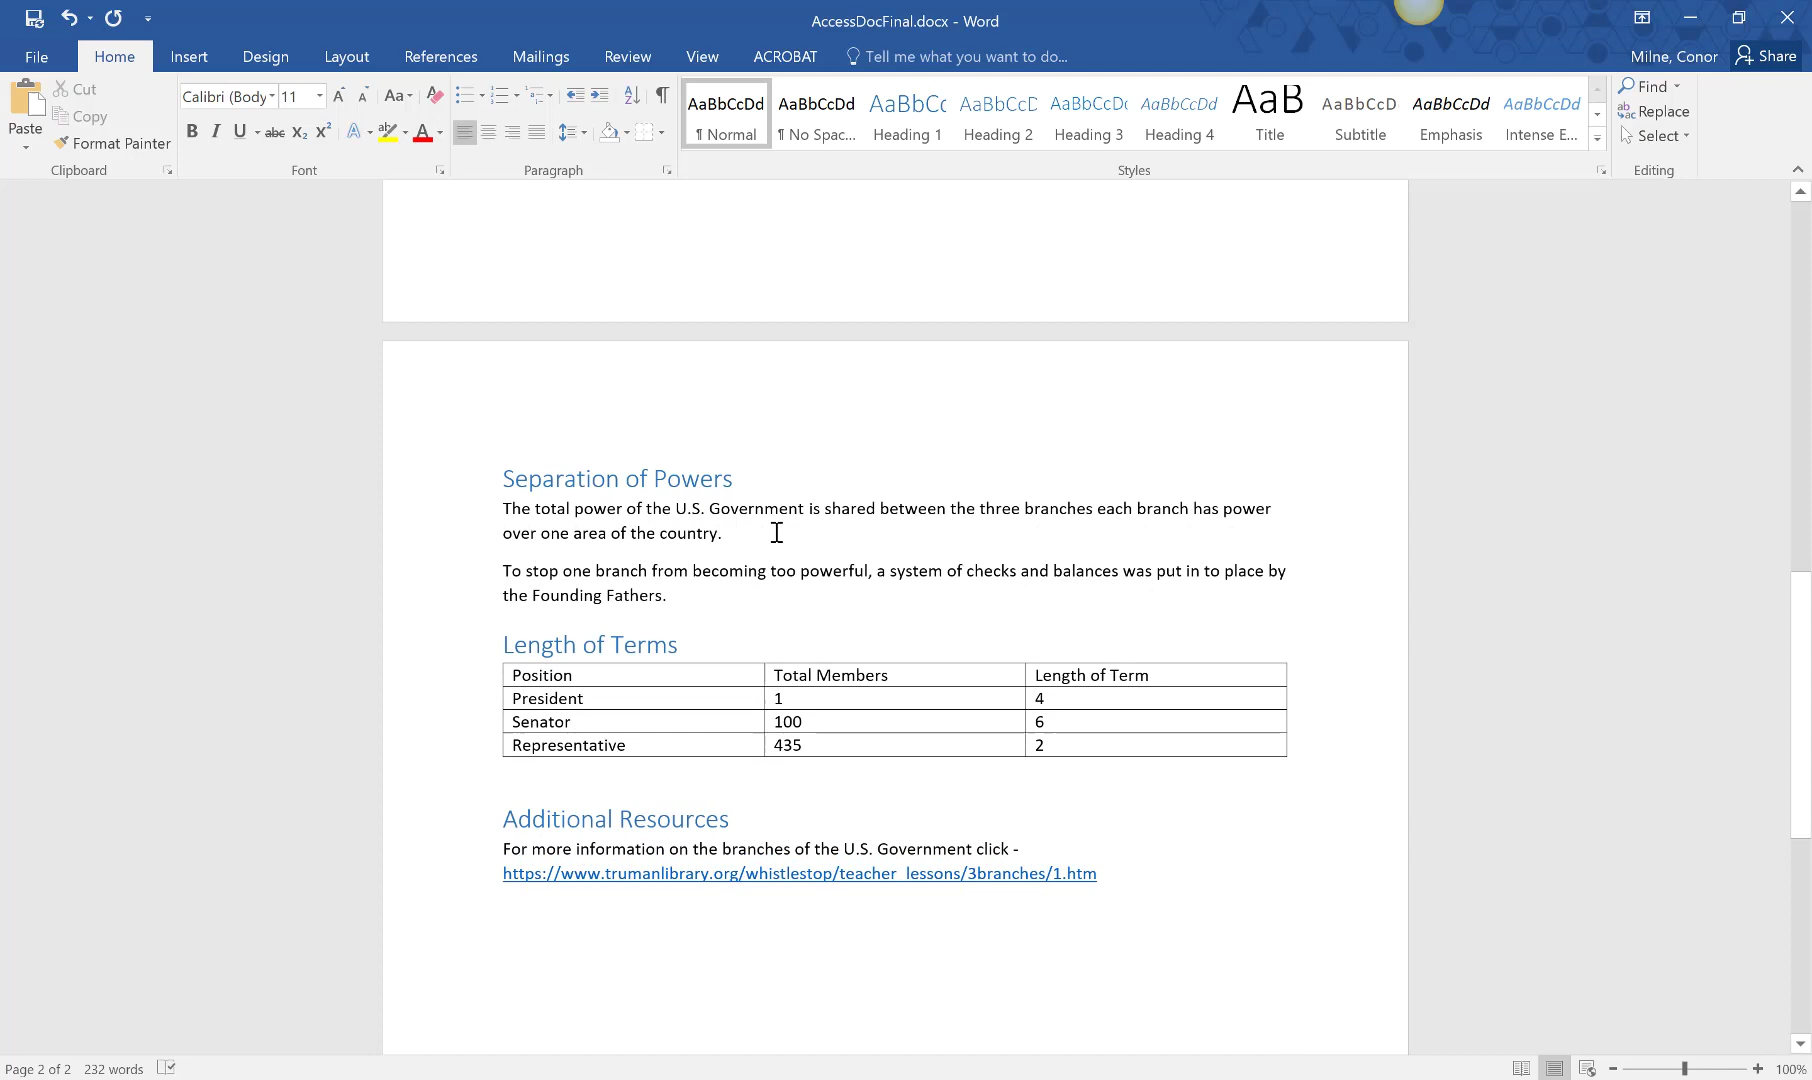 AccessDocFinal.docx - Word
File Home Insert Design Layout References Mailings Review View ACROBAT Tell me what you want to do... Milne, Conor Share
Paste
Cut
Copy
Format Painter
Clipboard
Calibri (Body 11 Aa
B I U abc X₂ X² A ab A
Font
Paragraph
AaBbCcDd AaBbCcDd AaBbCc AaBbCcD AaBbCcDc AaBbCcDd AaB AaBbCcD AaBbCcDd AaBbCcDd
¶ Normal ¶ No Spac... Heading 1 Heading 2 Heading 3 Heading 4 Title Subtitle Emphasis Intense E...
Styles
Find
Replace
Select
Editing
Separation of Powers
The total power of the U.S. Government is shared between the three branches each branch has power
over one area of the country.
To stop one branch from becoming too powerful, a system of checks and balances was put in to place by
the Founding Fathers.
Length of Terms
Position Total Members Length of Term
President 1 4
Senator 100 6
Representative 435 2
Additional Resources
For more information on the branches of the U.S. Government click -
https://www.trumanlibrary.org/whistlestop/teacher_lessons/3branches/1.htm
Page 2 of 2 232 words 100%